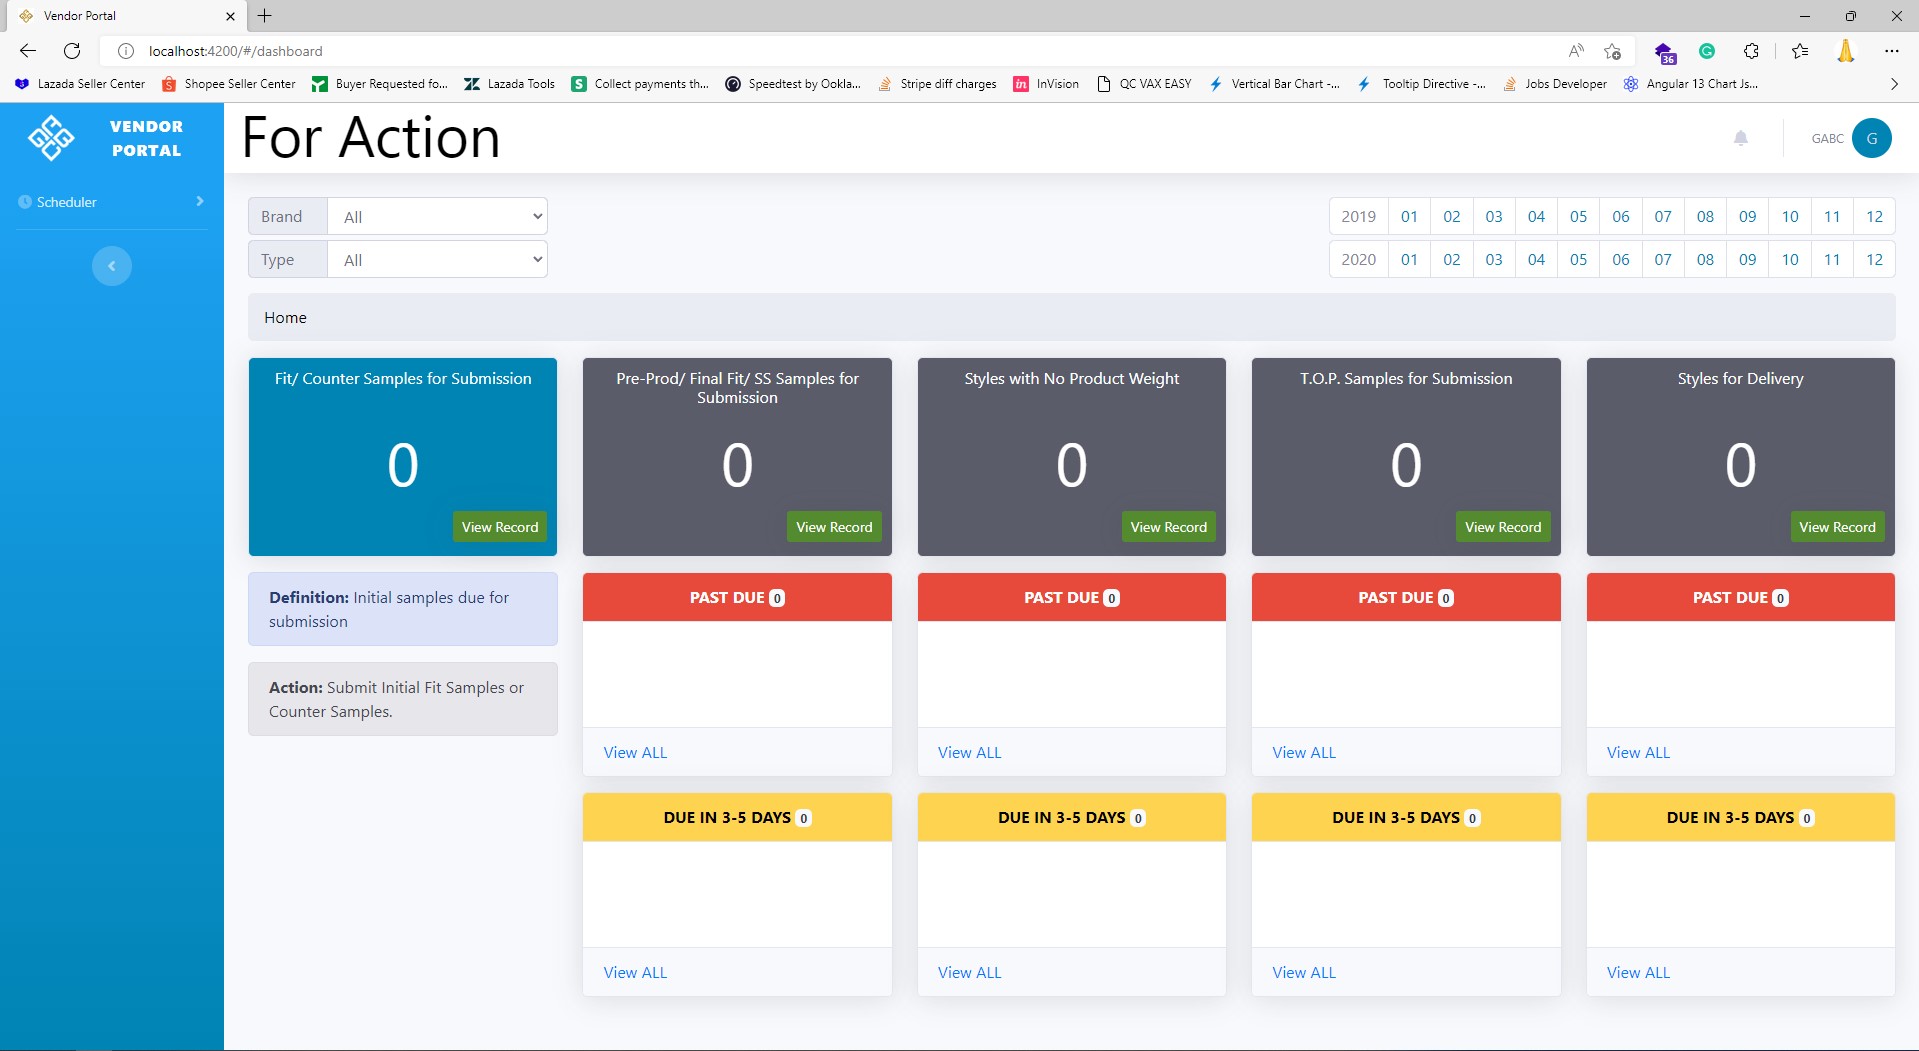 Vendor Portal
localhost:4200/#/dashboard
36
Lazada Seller Center Shopee Seller Center Buyer Requested fo... Lazada Tools Collect payments th... Speedtest by Ookla... Stripe diff charges InVision QC VAX EASY Vertical Bar Chart -... Tooltip Directive -... Jobs Developer Angular 13 Chart Js...
VENDOR
PORTAL
For Action
GABC G
Scheduler
Brand All
2019 01 02 03 04 05 06 07 08 09 10 11 12
Type All
2020 01 02 03 04 05 06 07 08 09 10 11 12
Home
Fit/ Counter Samples for Submission
0
View Record
Pre-Prod/ Final Fit/ SS Samples for
Submission
0
View Record
Styles with No Product Weight
0
View Record
T.O.P. Samples for Submission
0
View Record
Styles for Delivery
0
View Record
Definition: Initial samples due for
submission
Action: Submit Initial Fit Samples or
Counter Samples.
PAST DUE 0
View ALL
PAST DUE 0
View ALL
PAST DUE 0
View ALL
PAST DUE 0
View ALL
DUE IN 3-5 DAYS 0
View ALL
DUE IN 3-5 DAYS 0
View ALL
DUE IN 3-5 DAYS 0
View ALL
DUE IN 3-5 DAYS 0
View ALL